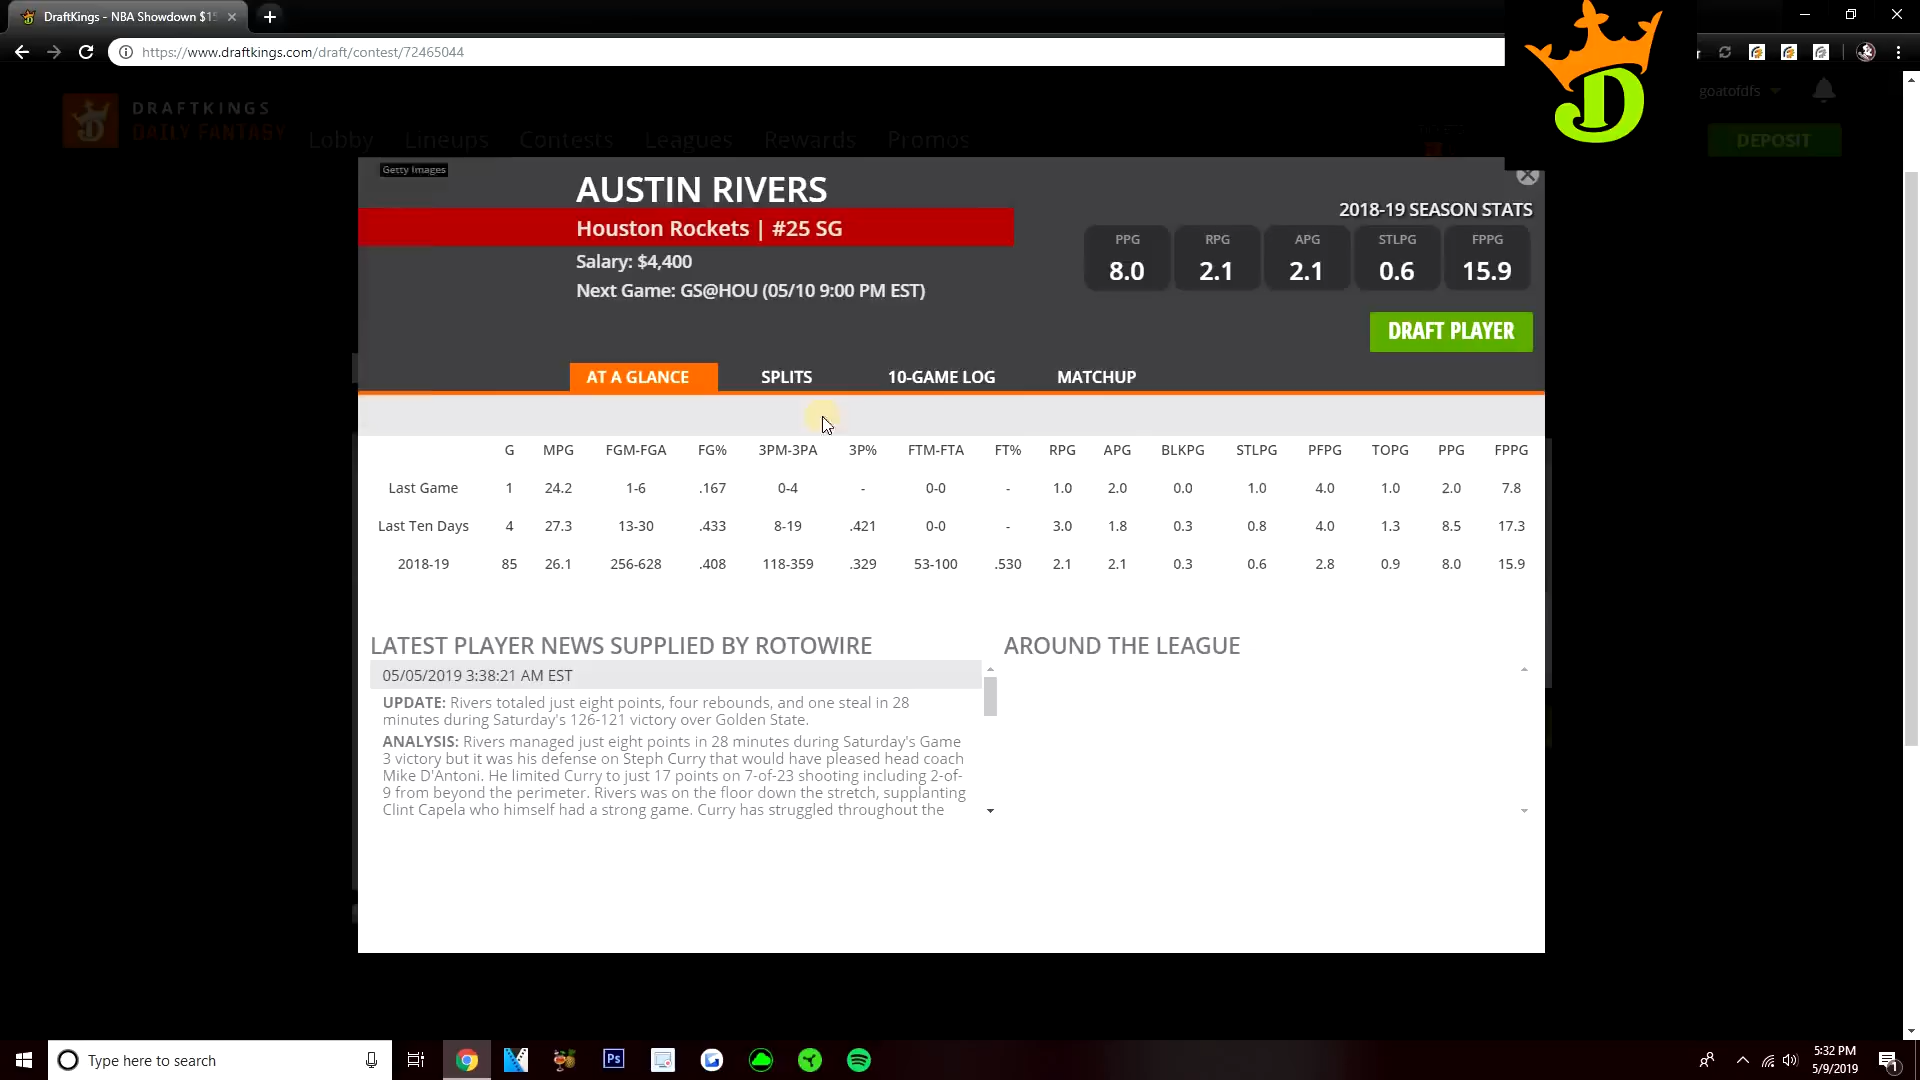 DraftKings - NBA Showdown $15
https://www.draftkings.com/draft/contest/72465044
goatofdfs
DRAFTKINGS
DAILY FANTASY
Lobby Lineups Contests Leagues Rewards Promos
DEPOSIT
Getty Images
AUSTIN RIVERS
Houston Rockets | #25 SG
Salary: $4,400
Next Game: GS@HOU (05/10 9:00 PM EST)
2018-19 SEASON STATS
PPG RPG APG STLPG FPPG
8.0 2.1 2.1 0.6 15.9
DRAFT PLAYER
AT A GLANCE SPLITS 10-GAME LOG MATCHUP
G MPG FGM-FGA FG% 3PM-3PA 3P% FTM-FTA FT% RPG APG BLKPG STLPG PFPG TOPG PPG FPPG
Last Game 1 24.2 1-6 .167 0-4 - 0-0 - 1.0 2.0 0.0 1.0 4.0 1.0 2.0 7.8
Last Ten Days 4 27.3 13-30 .433 8-19 .421 0-0 - 3.0 1.8 0.3 0.8 4.0 1.3 8.5 17.3
2018-19 85 26.1 256-628 .408 118-359 .329 53-100 .530 2.1 2.1 0.3 0.6 2.8 0.9 8.0 15.9
LATEST PLAYER NEWS SUPPLIED BY ROTOWIRE
05/05/2019 3:38:21 AM EST
UPDATE: Rivers totaled just eight points, four rebounds, and one steal in 28
minutes during Saturday's 126-121 victory over Golden State.
ANALYSIS: Rivers managed just eight points in 28 minutes during Saturday's Game
3 victory but it was his defense on Steph Curry that would have pleased head coach
Mike D'Antoni. He limited Curry to just 17 points on 7-of-23 shooting including 2-of-
9 from beyond the perimeter. Rivers was on the floor down the stretch, supplanting
Clint Capela who himself had a strong game. Curry has struggled throughout the
AROUND THE LEAGUE
Type here to search
Ps
5:32 PM
5/9/2019
1